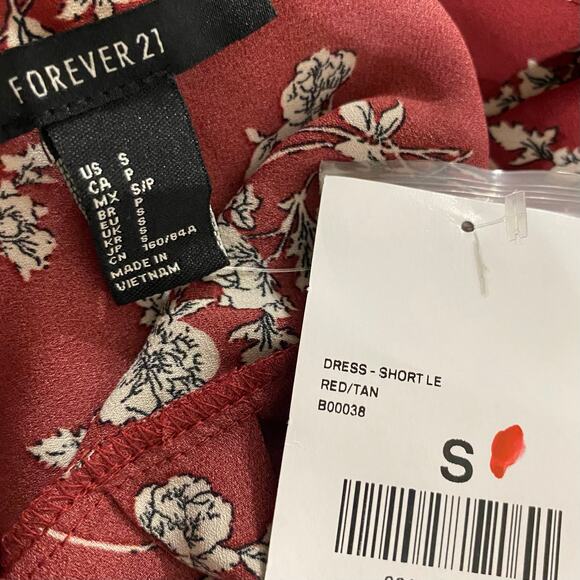 FOREVER 21
US S
CA P
MX S/P
BR P
EU S
UK S
KR S
JP S
CN 160/84A
MADE IN
VIETNAM
DRESS - SHORT LE
RED/TAN
B00038
S